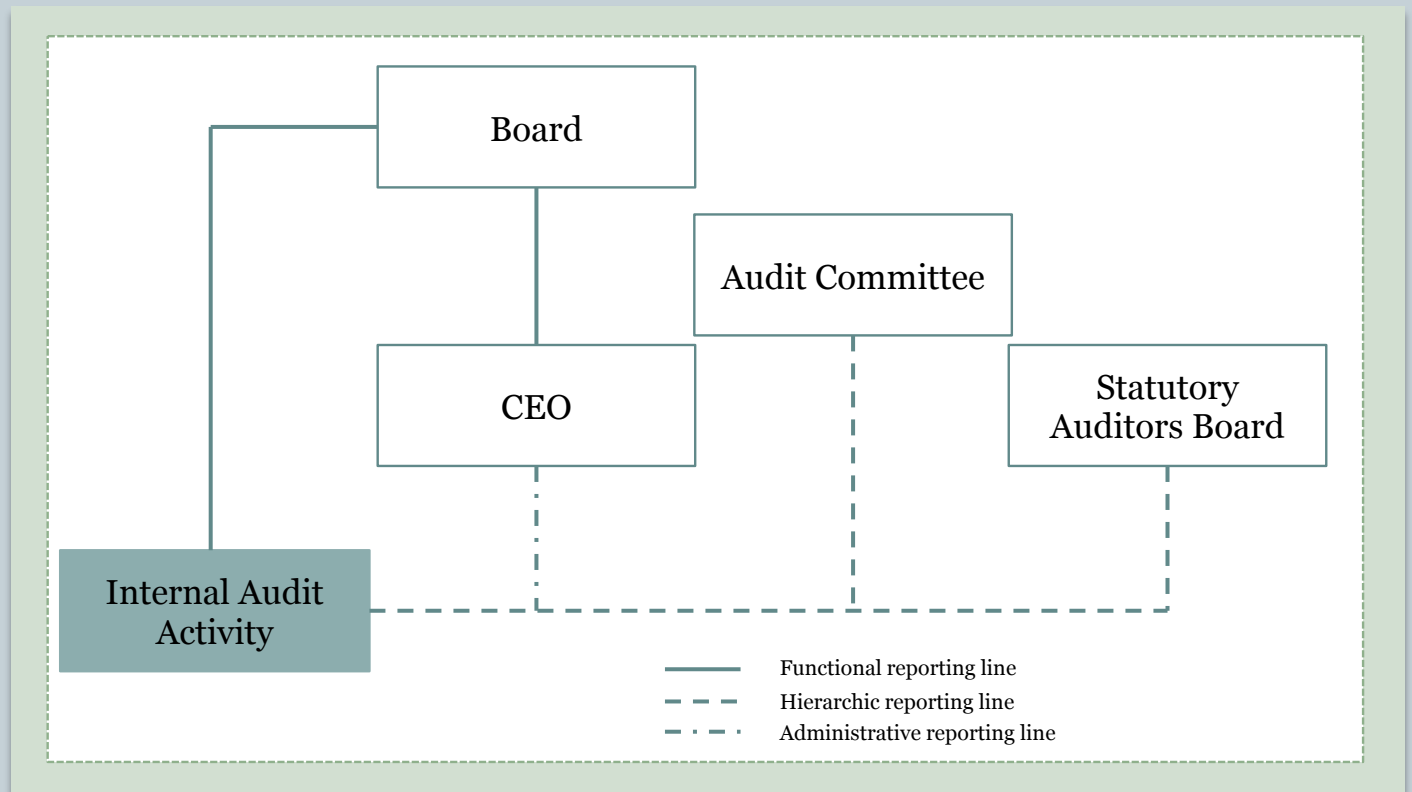 Board
Audit Committee
CEO
Statutory
Auditors Board
Internal Audit
Activity
Functional reporting line
Hierarchic reporting line
Administrative reporting line